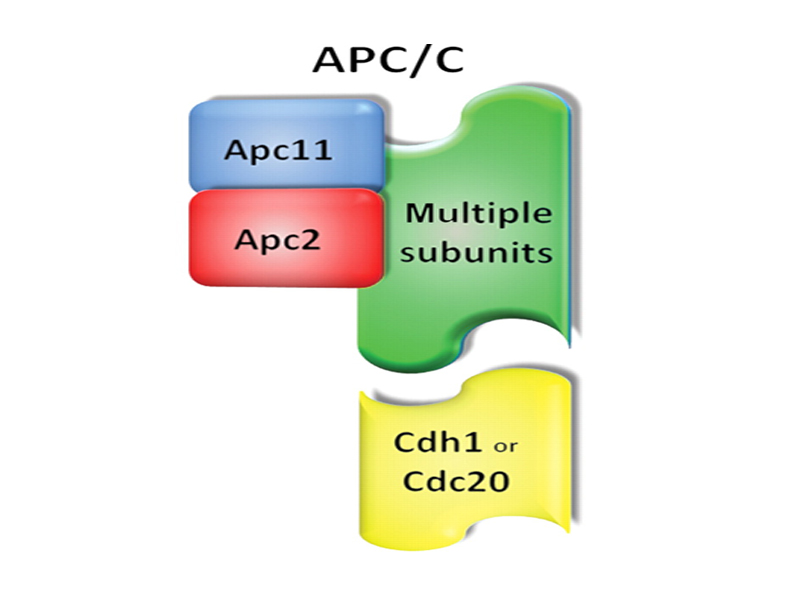 APC/C
Apc11
Apc2
Multiple
subunits
Cdh1 or
Cdc20